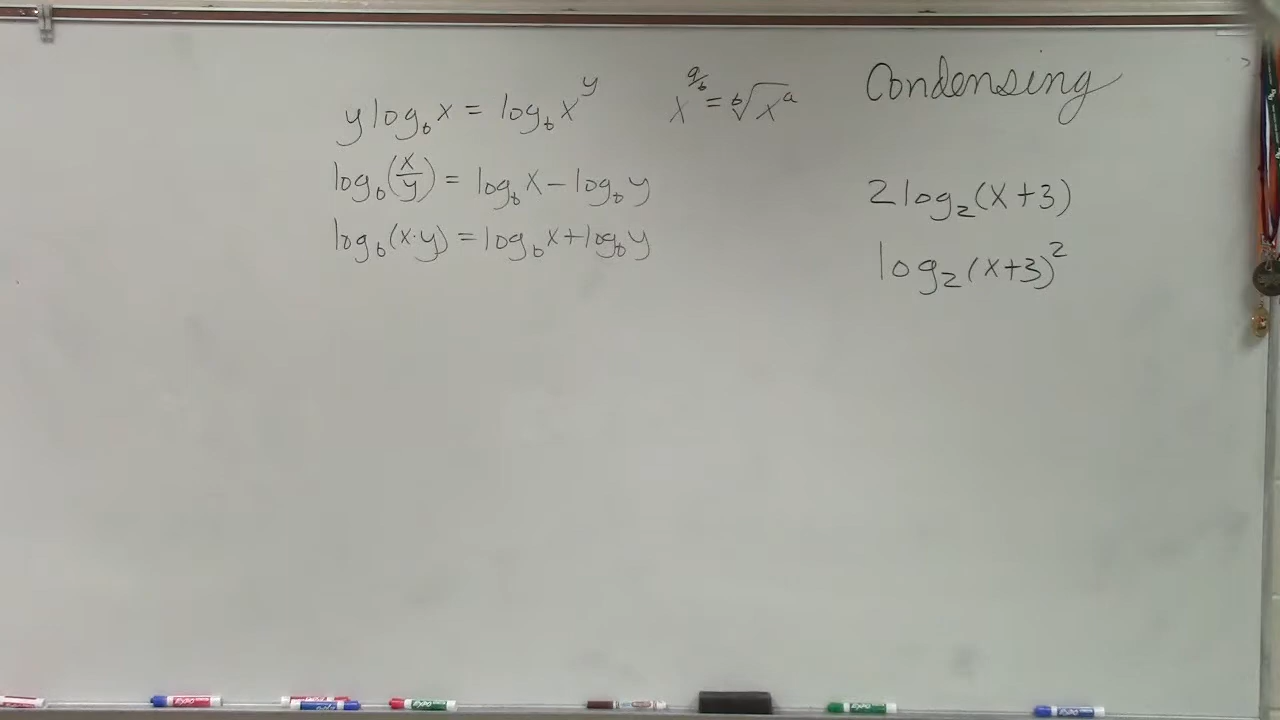 y log_b x = log_b x^y
x^(a/b) = ᵇ√(x^a)
Condensing
log_b(x/y) = log_b x - log_b y
log_b(x·y) = log_b x + log_b y
2 log_2 (x+3)
log_2 (x+3)^2